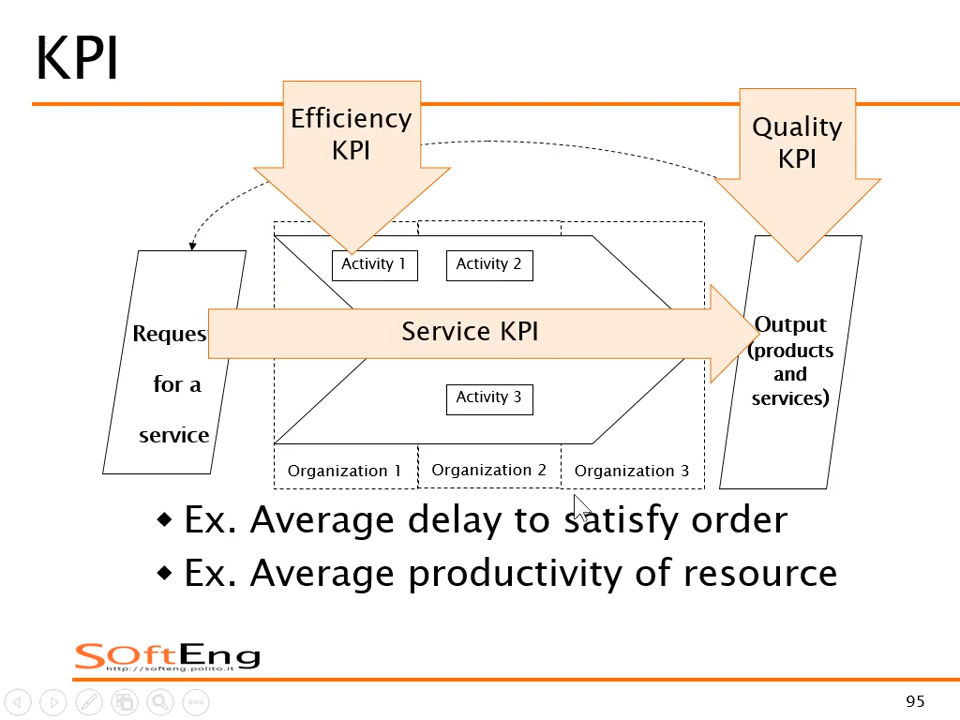 KPI
Efficiency
KPI
Quality
KPI
Activity 1
Activity 2
Service KPI
Reques
for a
service
Output
(products
and
services)
Activity 3
Organization 1
Organization 2
Organization 3
Ex. Average delay to satisfy order
Ex. Average productivity of resource
SoftEng
http://softeng.polito.it
95